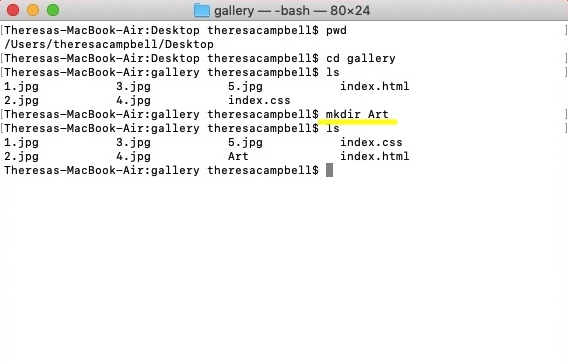 gallery — -bash — 80×24
[Theresas-MacBook-Air:Desktop theresacampbell$ pwd ]
/Users/theresacampbell/Desktop
[Theresas-MacBook-Air:Desktop theresacampbell$ cd gallery ]
[Theresas-MacBook-Air:gallery theresacampbell$ ls ]
1.jpg 3.jpg 5.jpg index.html
2.jpg 4.jpg index.css
[Theresas-MacBook-Air:gallery theresacampbell$ mkdir Art ]
[Theresas-MacBook-Air:gallery theresacampbell$ ls ]
1.jpg 3.jpg 5.jpg index.css
2.jpg 4.jpg Art index.html
Theresas-MacBook-Air:gallery theresacampbell$